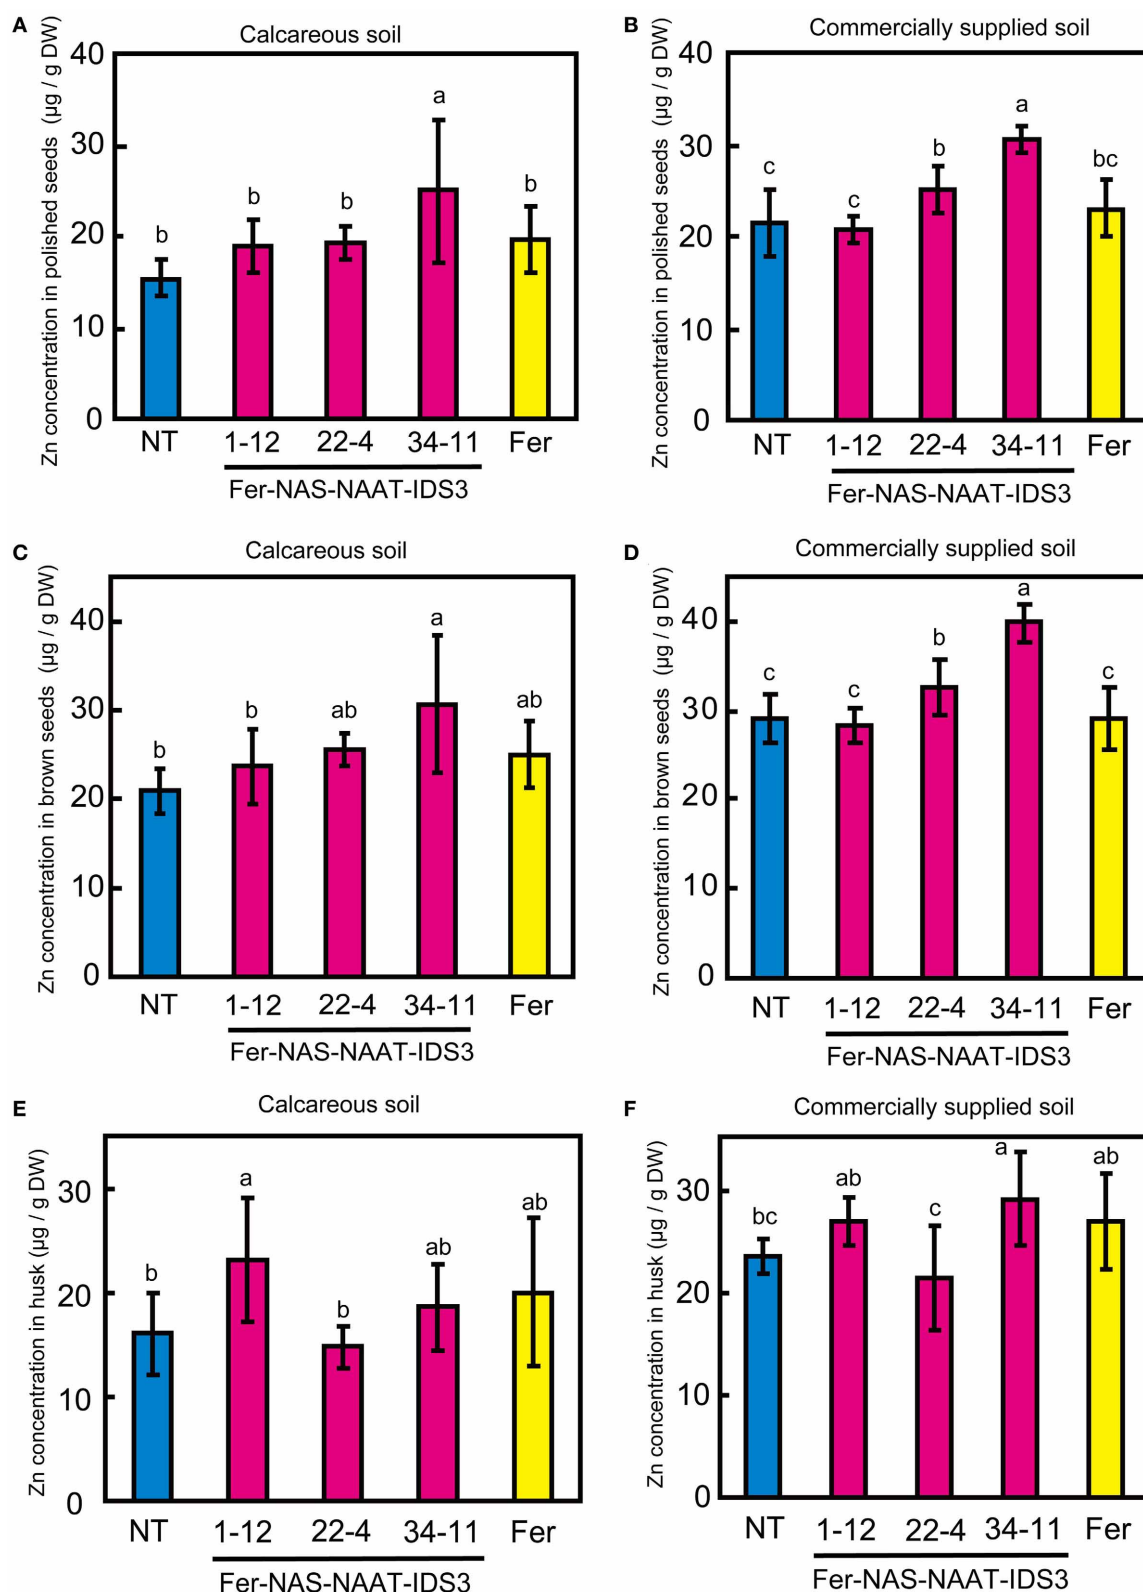 A
Calcareous soil
Zn concentration in polished seeds (µg / g DW)
40
30
20
10
0
b
b
b
a
b
NT
1-12
22-4
34-11
Fer
Fer-NAS-NAAT-IDS3
B
Commercially supplied soil
Zn concentration in polished seeds (µg / g DW)
40
30
20
10
0
c
c
b
a
bc
NT
1-12
22-4
34-11
Fer
Fer-NAS-NAAT-IDS3
C
Calcareous soil
Zn concentration in brown seeds (µg / g DW)
40
30
20
10
0
b
b
ab
a
ab
NT
1-12
22-4
34-11
Fer
Fer-NAS-NAAT-IDS3
D
Commercially supplied soil
Zn concentration in brown seeds (µg / g DW)
40
30
20
10
0
c
c
b
a
c
NT
1-12
22-4
34-11
Fer
Fer-NAS-NAAT-IDS3
E
Calcareous soil
Zn concentration in husk (µg / g DW)
30
20
10
0
b
a
b
ab
ab
NT
1-12
22-4
34-11
Fer
Fer-NAS-NAAT-IDS3
F
Commercially supplied soil
Zn concentration in husk (µg / g DW)
30
20
10
0
bc
ab
c
a
ab
NT
1-12
22-4
34-11
Fer
Fer-NAS-NAAT-IDS3